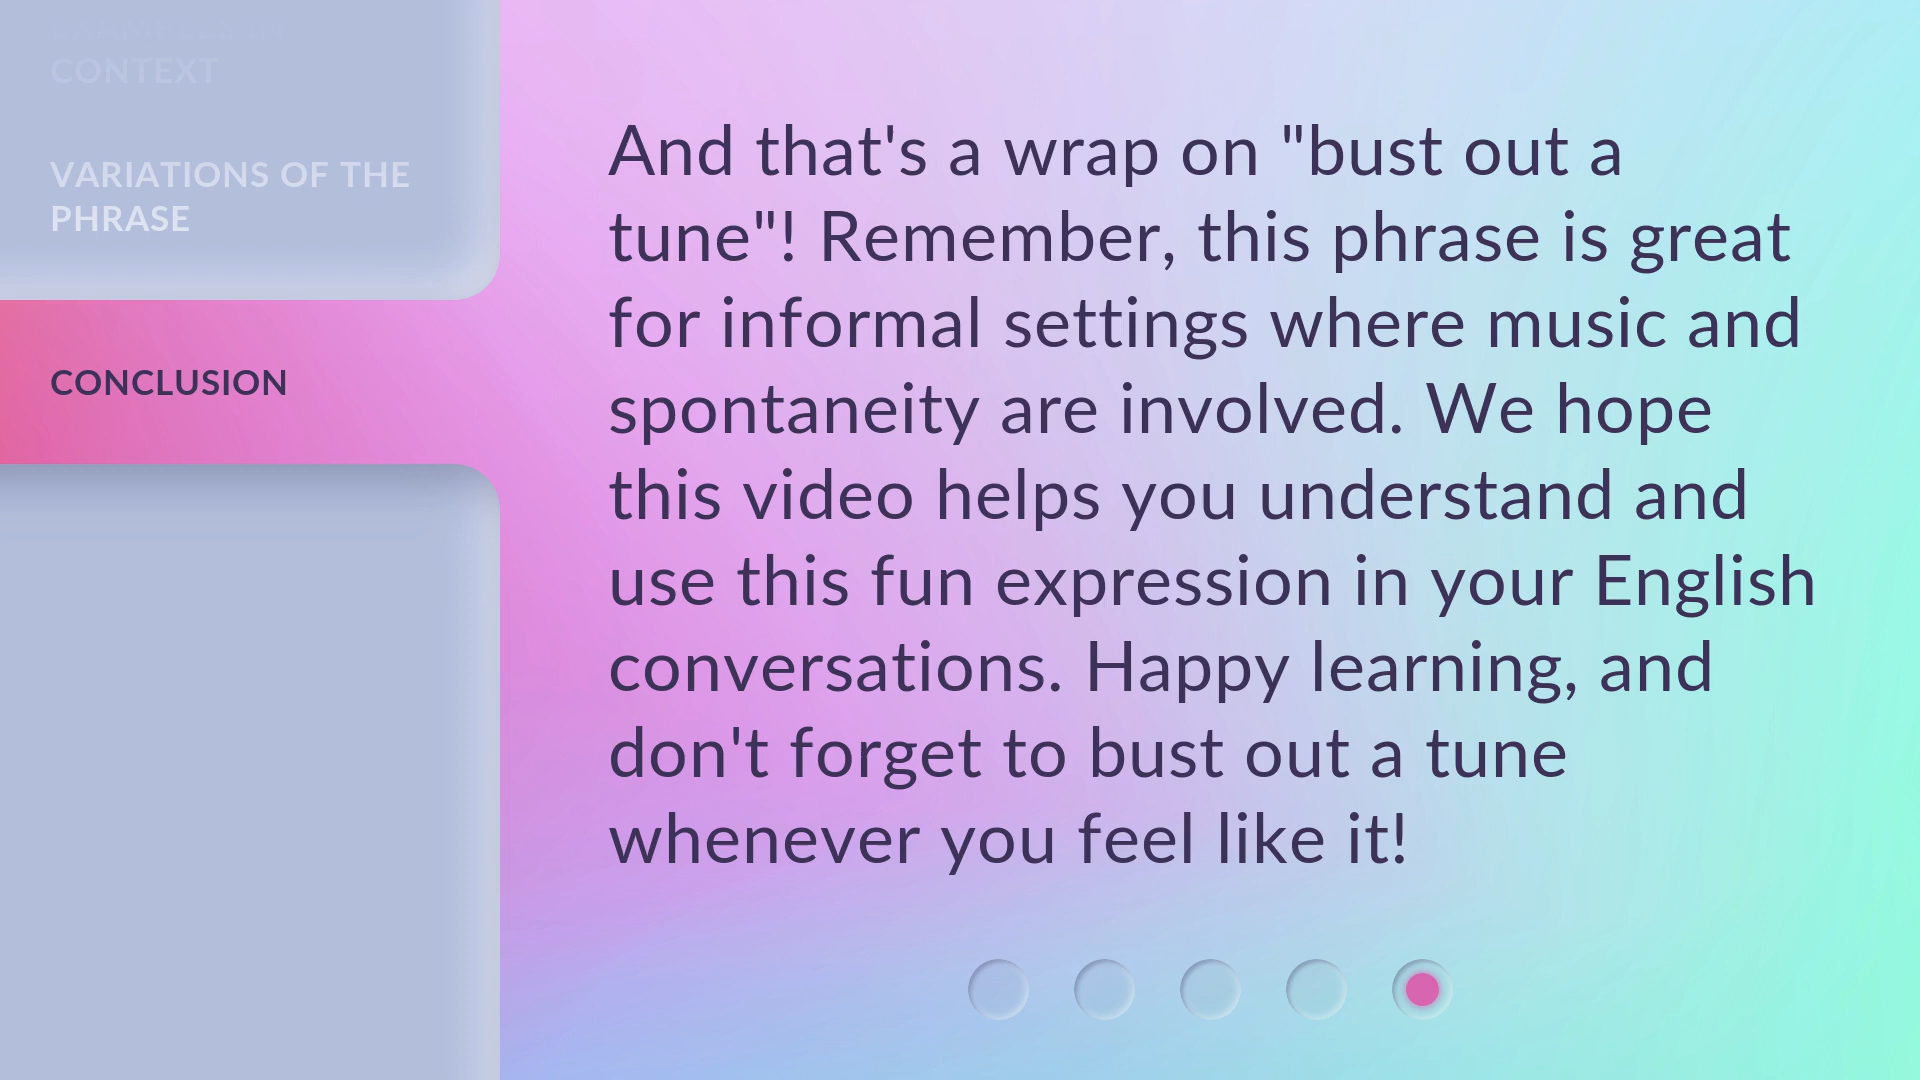 CONTEXT
VARIATIONS OF THE
PHRASE
CONCLUSION
And that's a wrap on "bust out a
tune"! Remember, this phrase is great
for informal settings where music and
spontaneity are involved. We hope
this video helps you understand and
use this fun expression in your English
conversations. Happy learning, and
don't forget to bust out a tune
whenever you feel like it!